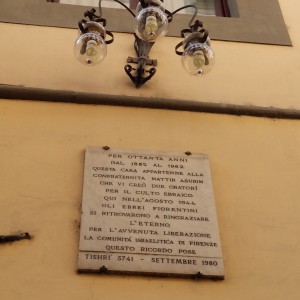 PER OTTANTA ANNI
DAL 1882 AL 1962
QUESTA CASA APPARTENNE ALLA
CONFRATERNITA MATTIR ASURIM
CHE VI CREÒ DUE ORATORI
PER IL CULTO EBRAICO
QUI NELL'AGOSTO 1944
GLI EBREI FIORENTINI
SI RITROVARONO A RINGRAZIARE
L'ETERNO
PER L'AVVENUTA LIBERAZIONE
LA COMUNITÀ ISRAELITICA DI FIRENZE
QUESTO RICORDO POSE
TISHRÌ 5741 - SETTEMBRE 1980